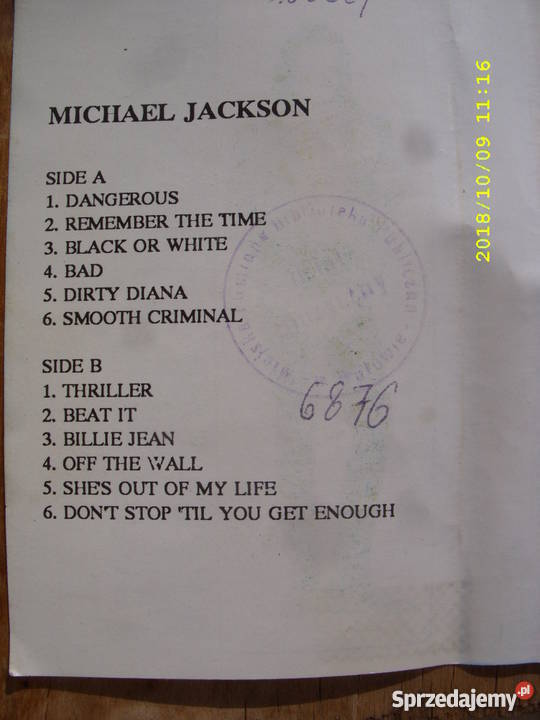 MICHAEL JACKSON
SIDE A
1. DANGEROUS
2. REMEMBER THE TIME
3. BLACK OR WHITE
4. BAD
5. DIRTY DIANA
6. SMOOTH CRIMINAL
SIDE B
1. THRILLER
2. BEAT IT
3. BILLIE JEAN
4. OFF THE WALL
5. SHE'S OUT OF MY LIFE
6. DON'T STOP 'TIL YOU GET ENOUGH
6876
2018/10/09 11:16
Sprzedajemy.pl